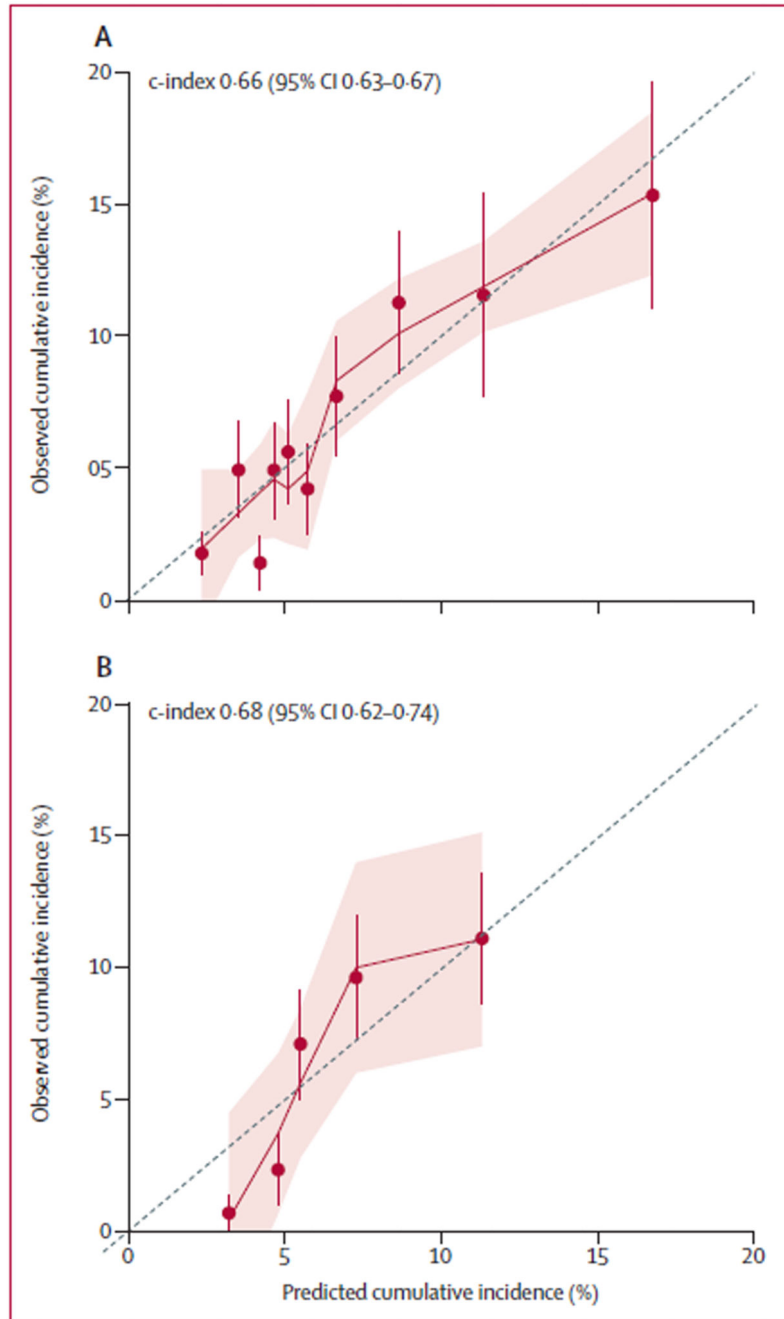 A
20
c-index 0·66 (95% CI 0·63–0·67)
15
10
05
0
Observed cumulative incidence (%)
B
20
c-index 0·68 (95% CI 0·62–0·74)
15
10
5
0
Observed cumulative incidence (%)
0
5
10
15
20
Predicted cumulative incidence (%)